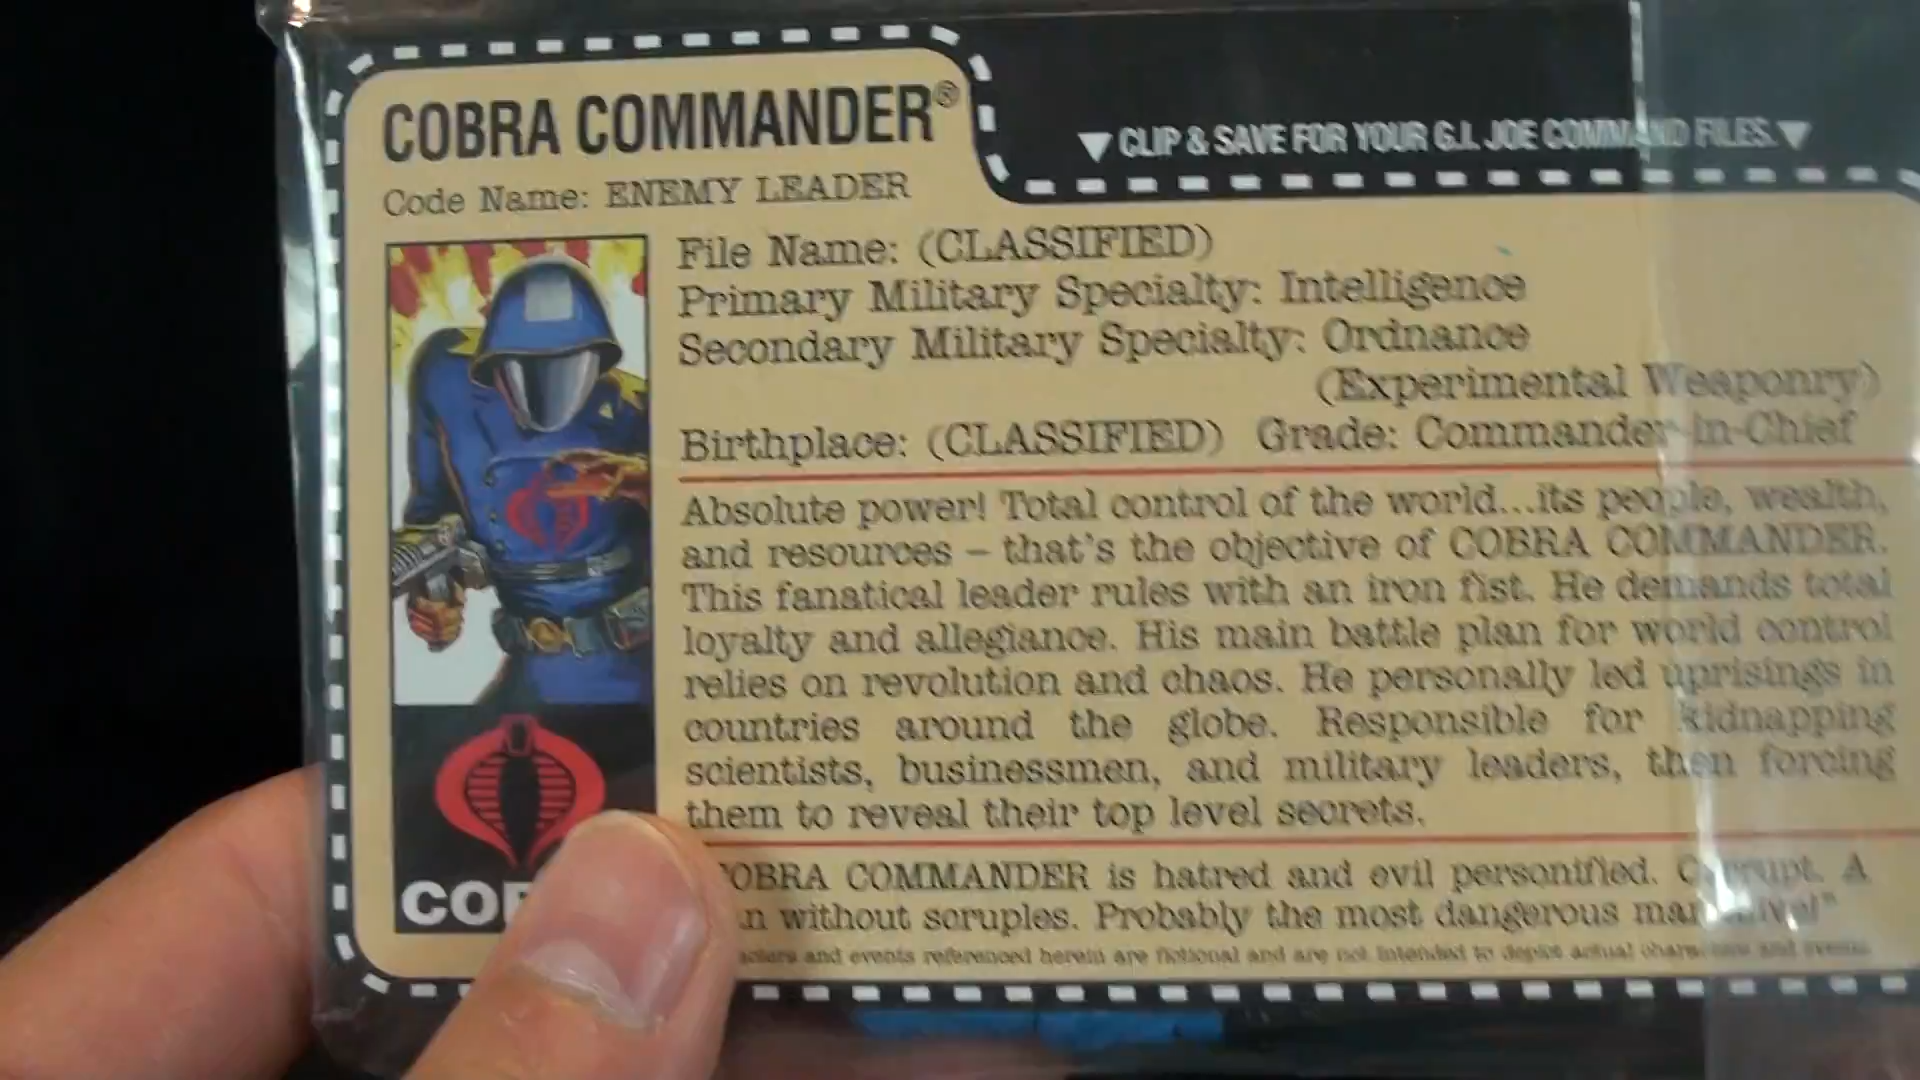 COBRA COMMANDER®
▼ CLIP & SAVE FOR YOUR G.I. JOE COMMAND FILES. ▼
Code Name: ENEMY LEADER
File Name: (CLASSIFIED)
Primary Military Specialty: Intelligence
Secondary Military Specialty: Ordnance
(Experimental Weaponry)
Birthplace: (CLASSIFIED) Grade: Commander-in-Chief
Absolute power! Total control of the world...its people, wealth,
and resources – that's the objective of COBRA COMMANDER.
This fanatical leader rules with an iron fist. He demands total
loyalty and allegiance. His main battle plan for world control
relies on revolution and chaos. He personally led uprisings in
countries around the globe. Responsible for kidnapping
scientists, businessmen, and military leaders, then forcing
them to reveal their top level secrets.
COBRA COMMANDER is hatred and evil personified. Corrupt. A
without scruples. Probably the most dangerous man alive!"
and events referenced herein are fictional and are not intended to depict actual characters and events.